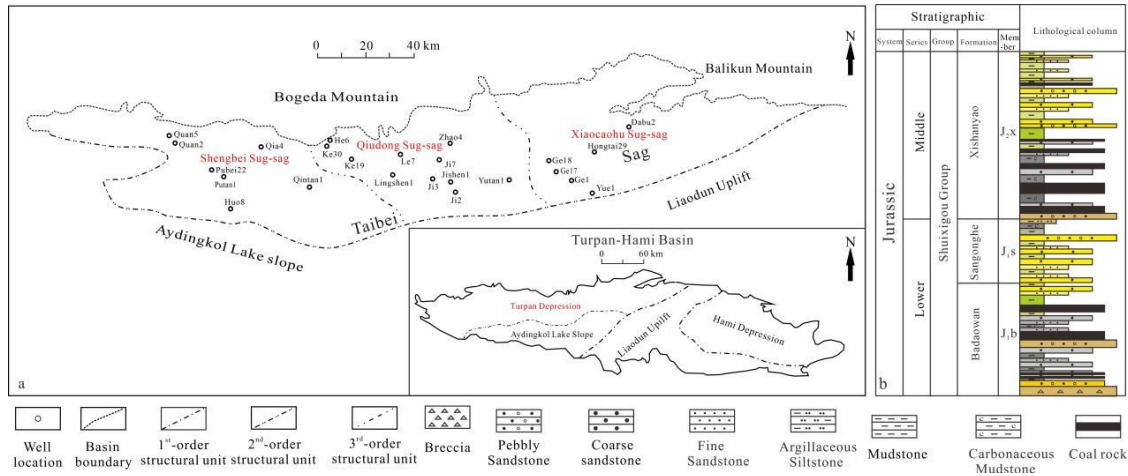 0
20
40 km
N
Balikun Mountain
Bogeda Mountain
Dabu2
Quan5
Quan2
Qia4
He6
Ke30
Qiudong Sug-sag
Zhao4
Xiaocaohu Sug-sag
Hongtai29
Sag
Shengbei Sug-sag
Ke19
Le7
Ji7
Ge18
Ge17
Ge1
Pubei22
Putan1
Qintan1
Lingshen1
Ji3
Jishen1
Ji2
Yutan1
Yue1
Huo8
Taibei
Liaodun Uplift
Aydingkol Lake slope
Turpan-Hami Basin
0
60 km
N
Turpan Depression
Aydingkol Lake Slope
Liaodun Uplift
Hami Depression
a
Stratigraphic
Lithological column
System
Series
Group
Formation
Mem-
ber
Jurassic
Middle
Lower
Shuixigou Group
Xishanyao
Sangonghe
Badaowan
J₂x
J₁s
J₁b
b
Well
location
Basin
boundary
1st-order
structural unit
2nd-order
structural unit
3rd-order
structural unit
Breccia
Pebbly
Sandstone
Coarse
sandstone
Fine
Sandstone
Argillaceous
Siltstone
Mudstone
Carbonaceous
Mudstone
Coal rock